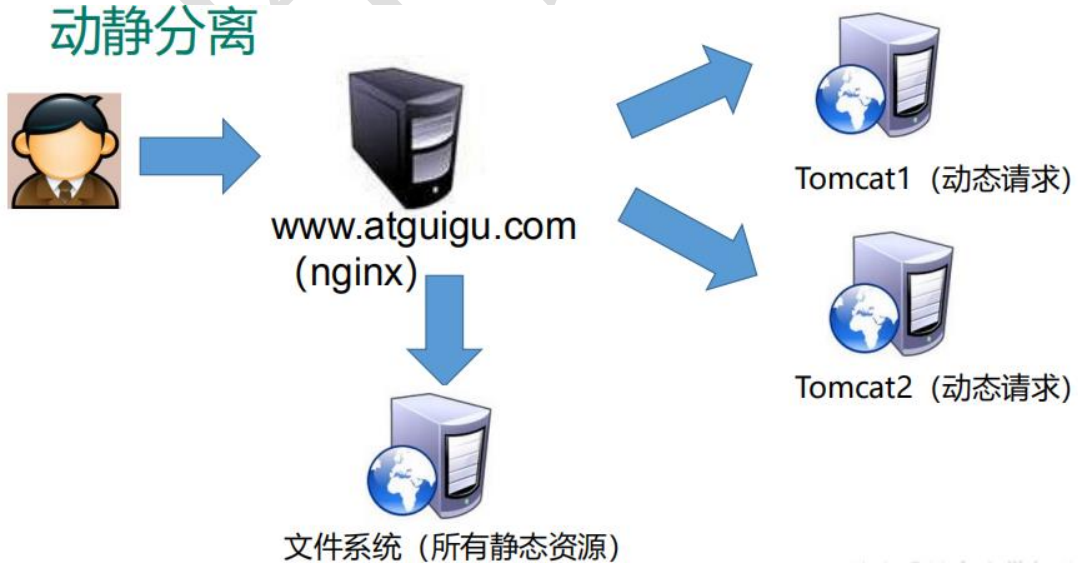 动静分离
www.atguigu.com
（nginx）
Tomcat1（动态请求）
Tomcat2（动态请求）
文件系统（所有静态资源）